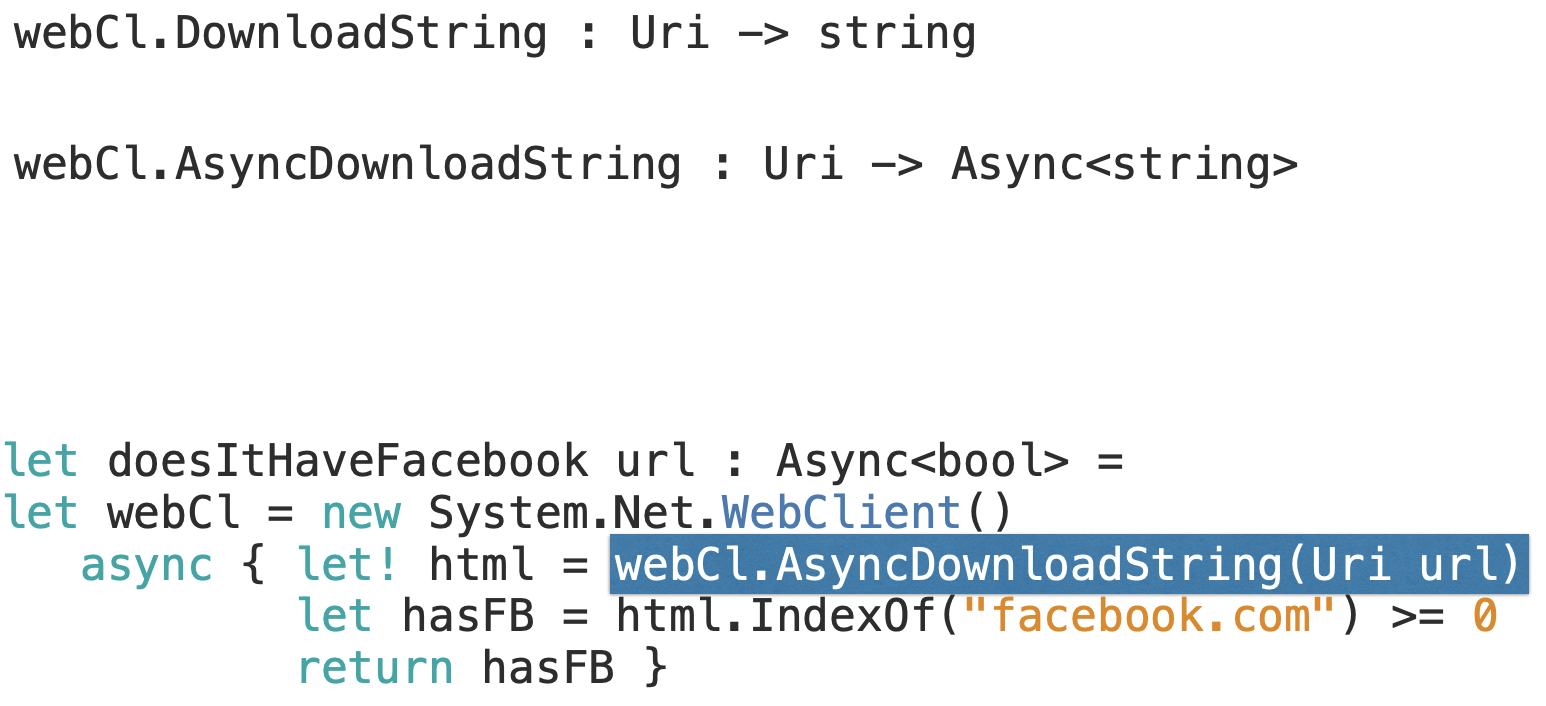 webCl.DownloadString : Uri -> string
webCl.AsyncDownloadString : Uri -> Async<string>
let doesItHaveFacebook url : Async<bool> =
let webCl = new System.Net.WebClient()
async { let! html = webCl.AsyncDownloadString(Uri url)
let hasFB = html.IndexOf("facebook.com") >= 0
return hasFB }